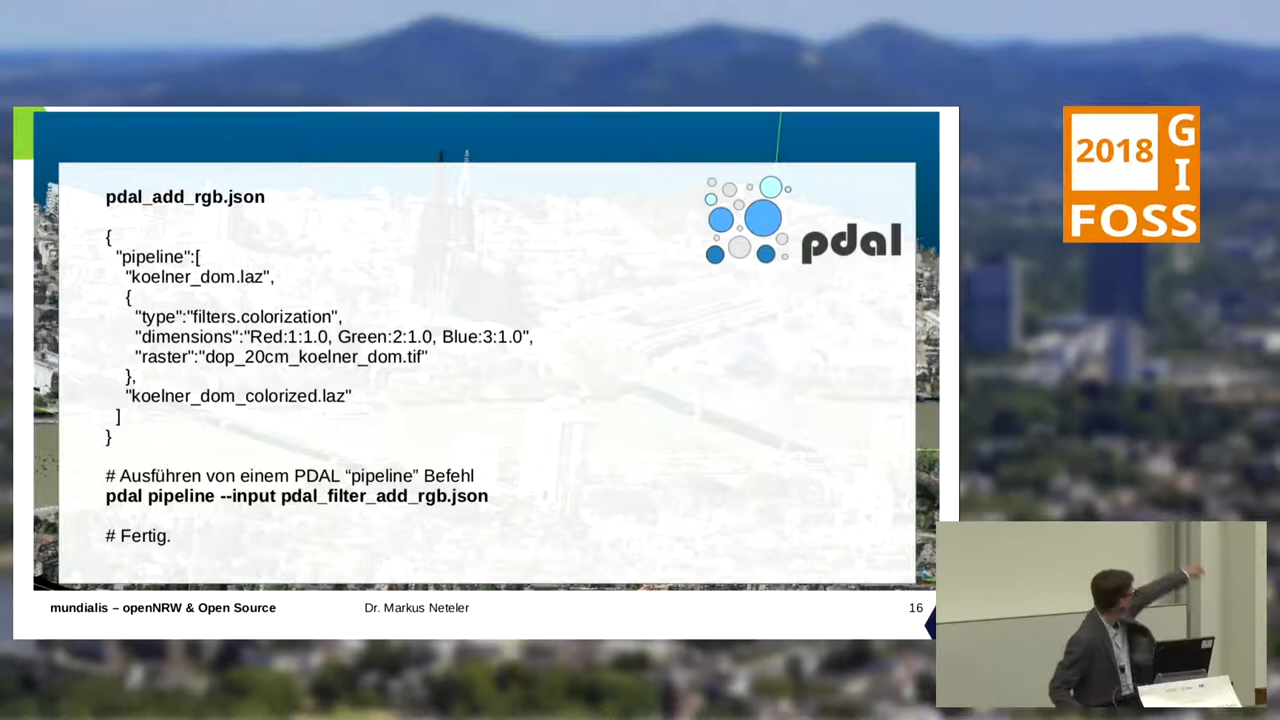 pdal_add_rgb.json
{
"pipeline":[
"koelner_dom.laz",
{
"type":"filters.colorization",
"dimensions":"Red:1:1.0, Green:2:1.0, Blue:3:1.0",
"raster":"dop_20cm_koelner_dom.tif"
},
"koelner_dom_colorized.laz"
]
}
# Ausführen von einem PDAL “pipeline” Befehl
pdal pipeline --input pdal_filter_add_rgb.json
# Fertig.
pdal
mundialis – openNRW & Open Source
Dr. Markus Neteler
16
2018
GIS
FOSS